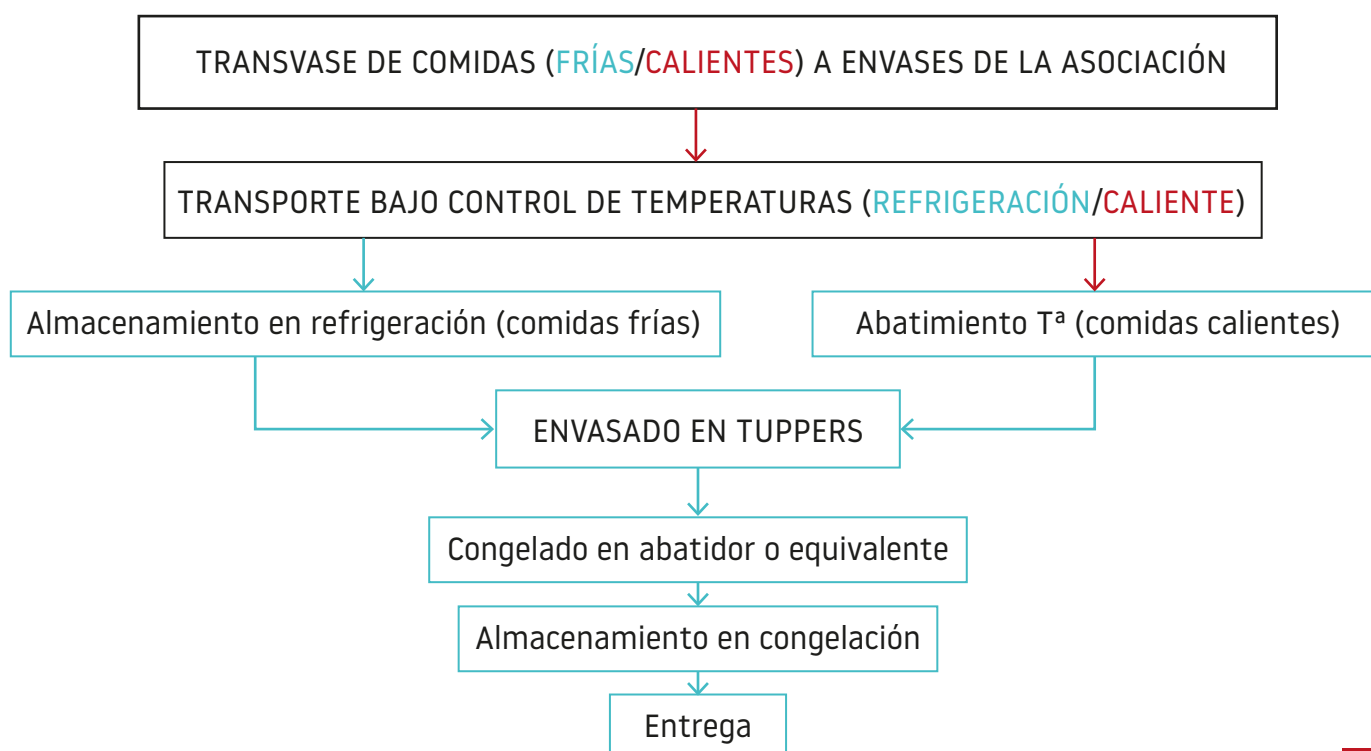 TRANSVASE DE COMIDAS (FRÍAS/CALIENTES) A ENVASES DE LA ASOCIACIÓN
TRANSPORTE BAJO CONTROL DE TEMPERATURAS (REFRIGERACIÓN/CALIENTE)
Almacenamiento en refrigeración (comidas frías)
Abatimiento Tª (comidas calientes)
ENVASADO EN TUPPERS
Congelado en abatidor o equivalente
Almacenamiento en congelación
Entrega